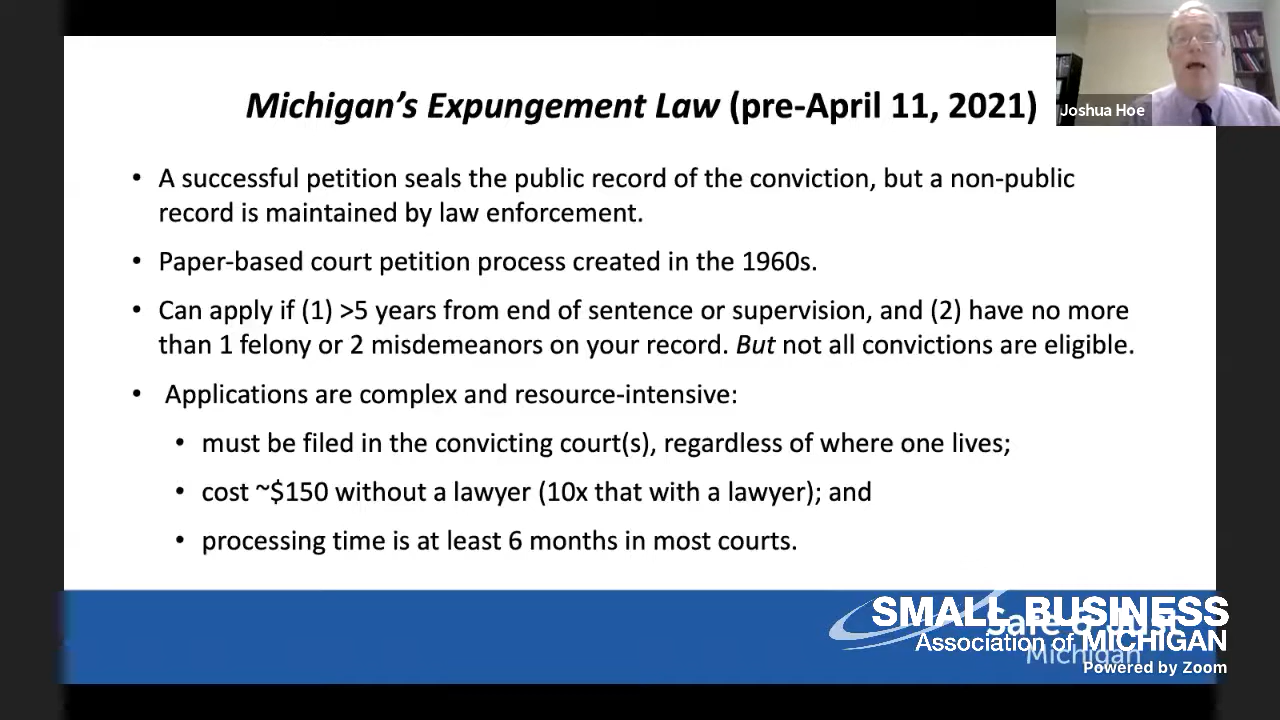 Michigan's Expungement Law (pre-April 11, 2021)
Joshua Hoe
• A successful petition seals the public record of the conviction, but a non-public
record is maintained by law enforcement.
• Paper-based court petition process created in the 1960s.
• Can apply if (1) >5 years from end of sentence or supervision, and (2) have no more
than 1 felony or 2 misdemeanors on your record. But not all convictions are eligible.
• Applications are complex and resource-intensive:
• must be filed in the convicting court(s), regardless of where one lives;
• cost ~$150 without a lawyer (10x that with a lawyer); and
• processing time is at least 6 months in most courts.
SMALL BUSINESS
Safe & Just
Association of MICHIGAN
Michigan
Powered by Zoom